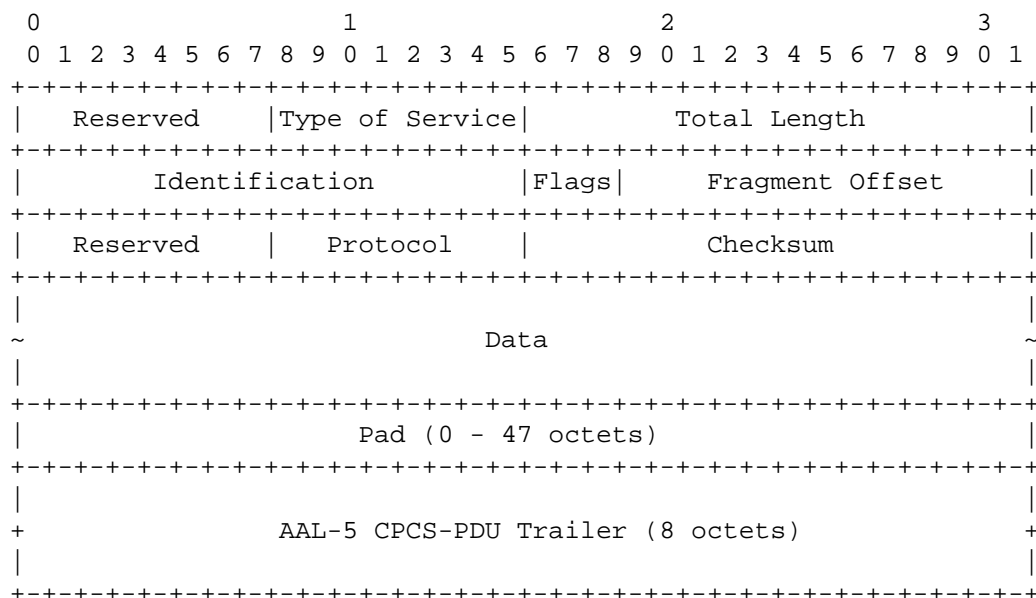 0                   1                   2                   3
 0 1 2 3 4 5 6 7 8 9 0 1 2 3 4 5 6 7 8 9 0 1 2 3 4 5 6 7 8 9 0 1
+-+-+-+-+-+-+-+-+-+-+-+-+-+-+-+-+-+-+-+-+-+-+-+-+-+-+-+-+-+-+-+-+
|   Reserved    |Type of Service|         Total Length          |
+-+-+-+-+-+-+-+-+-+-+-+-+-+-+-+-+-+-+-+-+-+-+-+-+-+-+-+-+-+-+-+-+
|        Identification         |Flags|     Fragment Offset     |
+-+-+-+-+-+-+-+-+-+-+-+-+-+-+-+-+-+-+-+-+-+-+-+-+-+-+-+-+-+-+-+-+
|   Reserved    |   Protocol    |           Checksum            |
+-+-+-+-+-+-+-+-+-+-+-+-+-+-+-+-+-+-+-+-+-+-+-+-+-+-+-+-+-+-+-+-+
|                                                               |
~                             Data                              ~
|                                                               |
+-+-+-+-+-+-+-+-+-+-+-+-+-+-+-+-+-+-+-+-+-+-+-+-+-+-+-+-+-+-+-+-+
|                     Pad (0 - 47 octets)                       |
+-+-+-+-+-+-+-+-+-+-+-+-+-+-+-+-+-+-+-+-+-+-+-+-+-+-+-+-+-+-+-+-+
|                                                               |
+                AAL-5 CPCS-PDU Trailer (8 octets)              +
|                                                               |
+-+-+-+-+-+-+-+-+-+-+-+-+-+-+-+-+-+-+-+-+-+-+-+-+-+-+-+-+-+-+-+-+